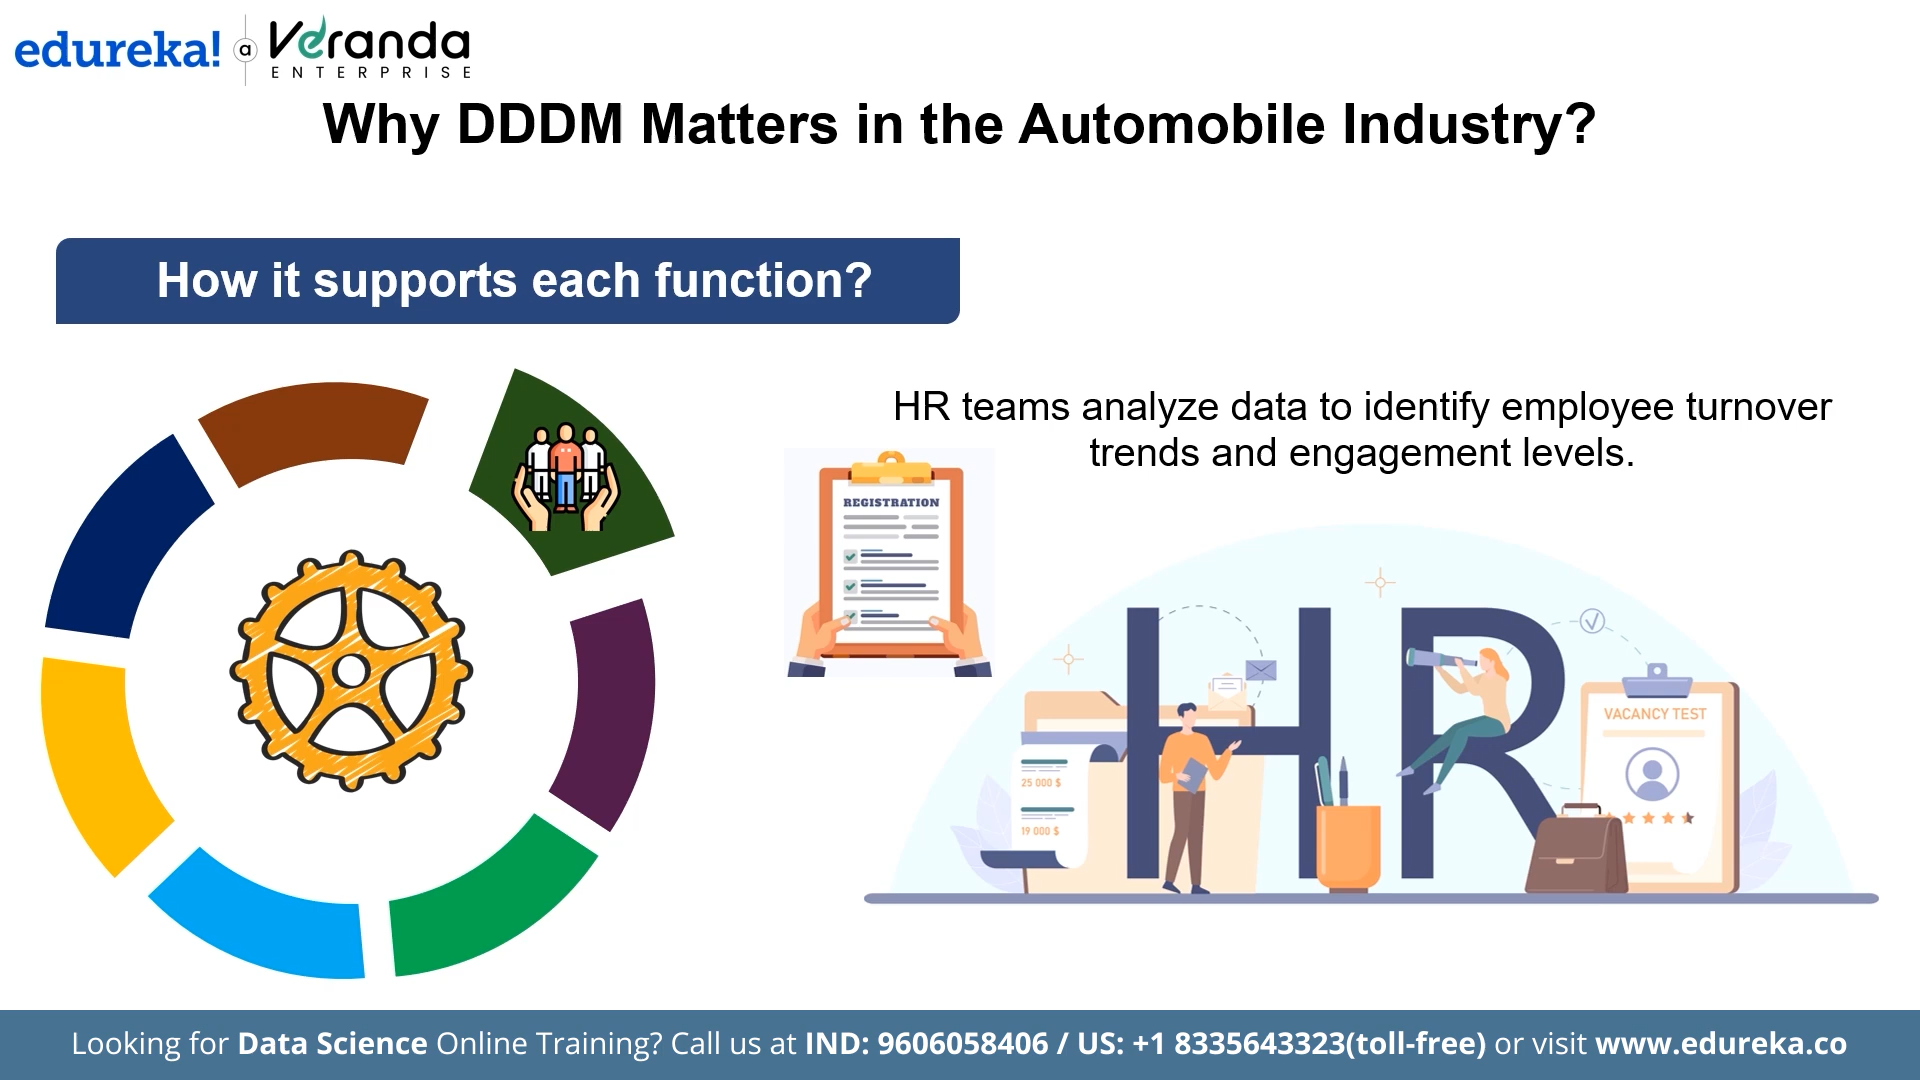 edureka! a Veranda
ENTERPRISE
Why DDDM Matters in the Automobile Industry?
How it supports each function?
HR teams analyze data to identify employee turnover
trends and engagement levels.
REGISTRATION
HR
VACANCY TEST
25 000 $
19 000 $
Looking for Data Science Online Training? Call us at IND: 9606058406 / US: +1 8335643323(toll-free) or visit www.edureka.co